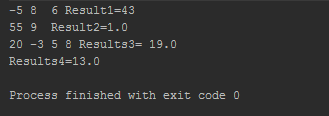 -5 8  6 Result1=43
55 9  Result2=1.0
20 -3 5 8 Results3= 19.0
Results4=13.0
Process finished with exit code 0